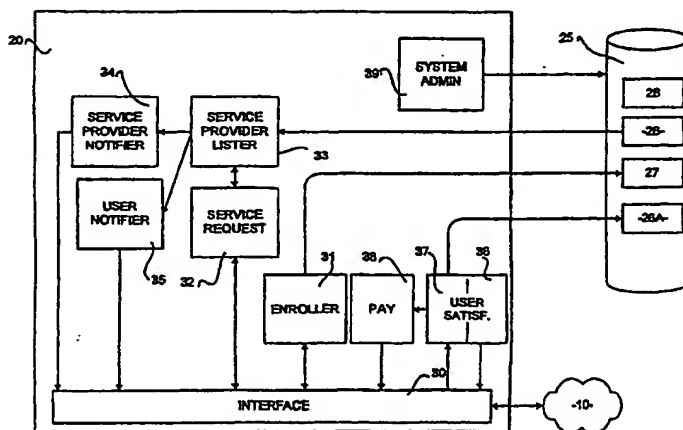 20
25
34
39
SYSTEM
ADMIN
28
SERVICE
PROVIDER
NOTIFIER
SERVICE
PROVIDER
LISTER
33
-26-
27
USER
NOTIFIER
SERVICE
REQUEST
-26A-
35
32
31
38
37
36
ENROLLER
PAY
USER
SATISF.
30
INTERFACE
-10-